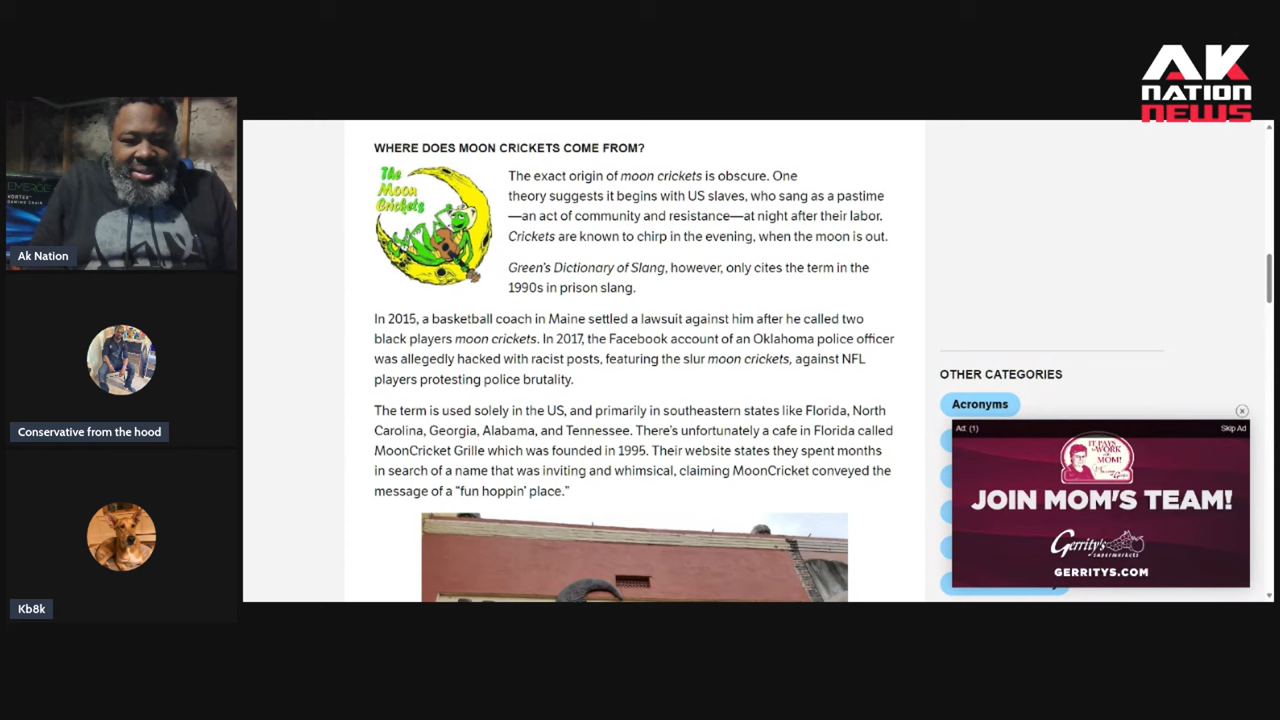 AK
NATION
NEWS
EMERGE
VORTEX
GAMING CHAIR
Ak Nation
Conservative from the hood
Kb8k
WHERE DOES MOON CRICKETS COME FROM?
The
Moon
Crickets
The exact origin of moon crickets is obscure. One
theory suggests it begins with US slaves, who sang as a pastime
—an act of community and resistance—at night after their labor.
Crickets are known to chirp in the evening, when the moon is out.
Green's Dictionary of Slang, however, only cites the term in the
1990s in prison slang.
In 2015, a basketball coach in Maine settled a lawsuit against him after he called two
black players moon crickets. In 2017, the Facebook account of an Oklahoma police officer
was allegedly hacked with racist posts, featuring the slur moon crickets, against NFL
players protesting police brutality.
The term is used solely in the US, and primarily in southeastern states like Florida, North
Carolina, Georgia, Alabama, and Tennessee. There's unfortunately a cafe in Florida called
MoonCricket Grille which was founded in 1995. Their website states they spent months
in search of a name that was inviting and whimsical, claiming MoonCricket conveyed the
message of a “fun hoppin' place.”
OTHER CATEGORIES
Acronyms
Ad: (1)
Skip Ad
IT PAYS
to WORK
MOM!
JOIN MOM'S TEAM!
Gerrity's
SUPERMARKETS
GERRITYS.COM